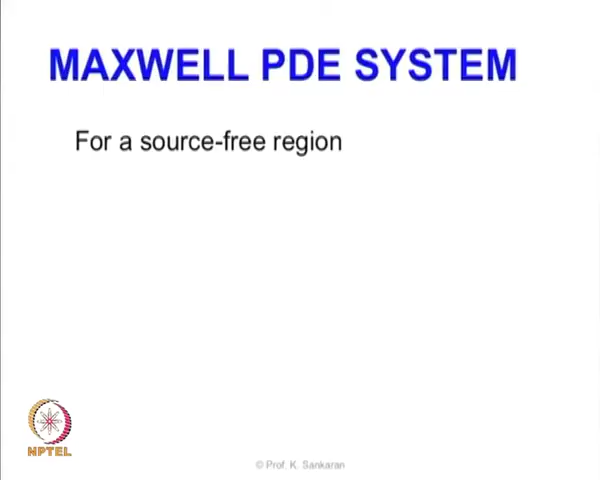 MAXWELL PDE SYSTEM
For a source-free region
NPTEL
© Prof. K. Sankaran